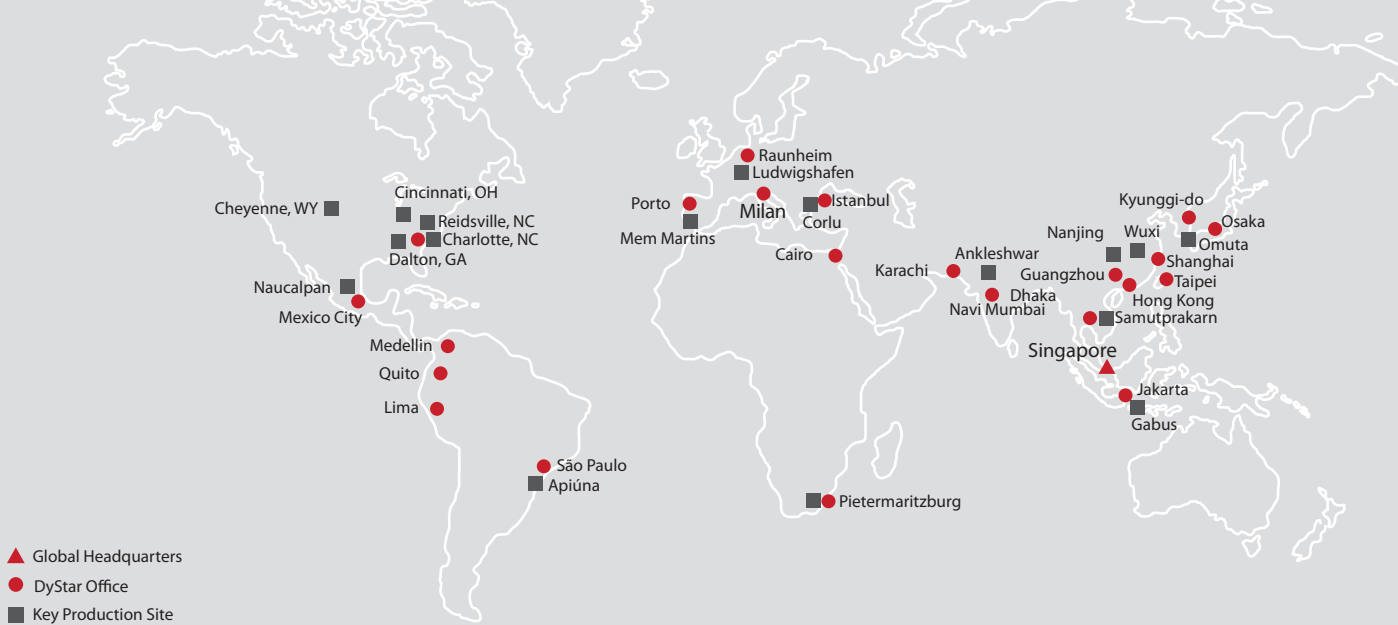 Cincinnati, OH
Cheyenne, WY
Reidsville, NC
Charlotte, NC
Dalton, GA
Naucalpan
Mexico City
Medellin
Quito
Lima
São Paulo
Apiúna
Raunheim
Ludwigshafen
Porto
Milan
Istanbul
Mem Martins
Corlu
Cairo
Pietermaritzburg
Karachi
Ankleshwar
Dhaka
Navi Mumbai
Kyunggi-do
Osaka
Nanjing
Wuxi
Omuta
Shanghai
Guangzhou
Taipei
Hong Kong
Samutprakarn
Singapore
Jakarta
Gabus
Global Headquarters
DyStar Office
Key Production Site